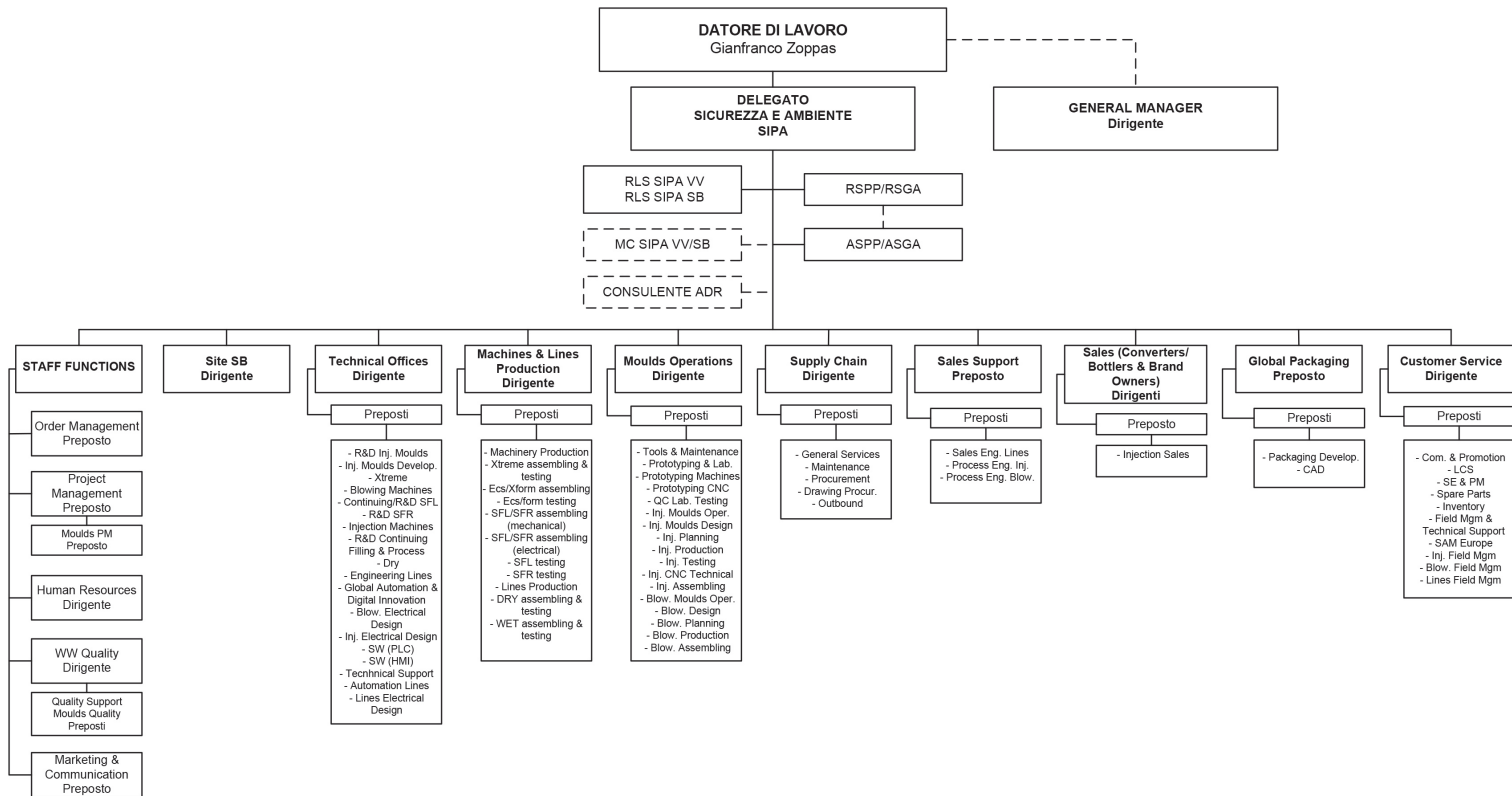 DATORE DI LAVORO
Gianfranco Zoppas
DELEGATO
SICUREZZA E AMBIENTE
SIPA
GENERAL MANAGER
Dirigente
RLS SIPA VV
RLS SIPA SB
RSPP/RSGA
MC SIPA VV/SB
ASPP/ASGA
CONSULENTE ADR
STAFF FUNCTIONS
Order Management
Preposto
Project
Management
Preposto
Moulds PM
Preposto
Human Resources
Dirigente
WW Quality
Dirigente
Quality Support
Moulds Quality
Preposti
Marketing &
Communication
Preposto
Site SB
Dirigente
Technical Offices
Dirigente
Preposti
- R&D Inj. Moulds
- Inj. Moulds Develop.
- Xtreme
- Blowing Machines
- Continuing/R&D SFL
- R&D SFR
- Injection Machines
- R&D Continuing
Filling & Process
- Dry
- Engineering Lines
- Global Automation &
Digital Innovation
- Blow. Electrical
Design
- Inj. Electrical Design
- SW (PLC)
- SW (HMI)
- Tecnhnical Support
- Automation Lines
- Lines Electrical
Design
Machines & Lines
Production
Dirigente
Preposti
- Machinery Production
- Xtreme assembling &
testing
- Ecs/Xform assembling
- Ecs/form testing
- SFL/SFR assembling
(mechanical)
- SFL/SFR assembling
(electrical)
- SFL testing
- SFR testing
- Lines Production
- DRY assembling &
testing
- WET assembling &
testing
Moulds Operations
Dirigente
Preposti
- Tools & Maintenance
- Prototyping & Lab.
- Prototyping Machines
- Prototyping CNC
- QC Lab. Testing
- Inj. Moulds Oper.
- Inj. Moulds Design
- Inj. Planning
- Inj. Production
- Inj. Testing
- Inj. CNC Technical
- Inj. Assembling
- Blow. Moulds Oper.
- Blow. Design
- Blow. Planning
- Blow. Production
- Blow. Assembling
Supply Chain
Dirigente
Preposti
- General Services
- Maintenance
- Procurement
- Drawing Procur.
- Outbound
Sales Support
Preposto
Preposti
- Sales Eng. Lines
- Process Eng. Inj.
- Process Eng. Blow.
Sales (Converters/
Bottlers & Brand
Owners)
Dirigenti
Preposto
- Injection Sales
Global Packaging
Preposto
Preposti
- Packaging Develop.
- CAD
Customer Service
Dirigente
Preposti
- Com. & Promotion
- LCS
- SE & PM
- Spare Parts
- Inventory
- Field Mgm &
Technical Support
- SAM Europe
- Inj. Field Mgm
- Blow. Field Mgm
- Lines Field Mgm